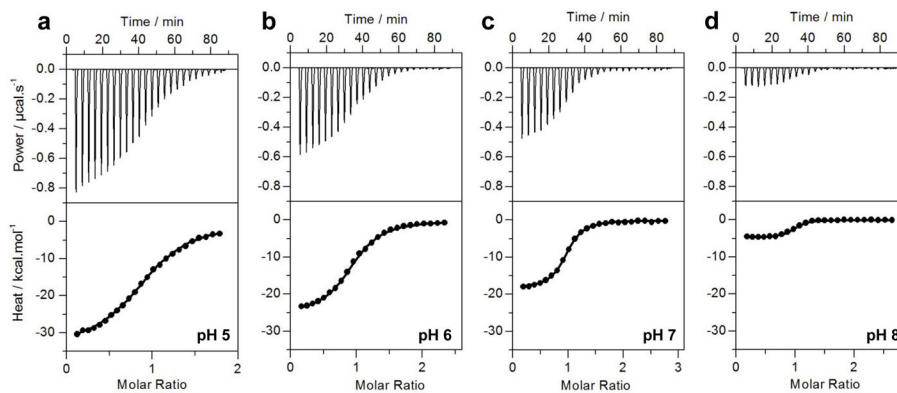 a
Time / min
0 20 40 60 80
0.0
-0.2
-0.4
-0.6
-0.8
Power / µcal.s⁻¹
0
-10
-20
-30
Heat / kcal.mol⁻¹
pH 5
0 1 2
Molar Ratio
b
Time / min
0 20 40 60 80
0.0
-0.2
-0.4
-0.6
-0.8
0
-10
-20
-30
pH 6
0 1 2
Molar Ratio
c
Time / min
0 20 40 60 80
0.0
-0.2
-0.4
-0.6
-0.8
0
-10
-20
-30
pH 7
0 1 2 3
Molar Ratio
d
Time / min
0 20 40 60 80
0.0
-0.2
-0.4
-0.6
-0.8
0
-10
-20
-30
pH 8
0 1 2
Molar Ratio